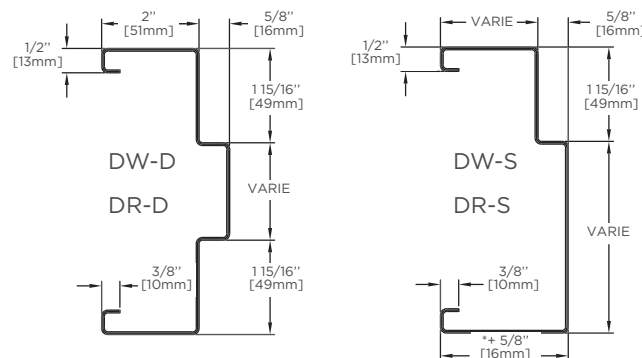 2’’
[51mm]
5/8’’
[16mm]
1/2’’
[13mm]
1 15/16’’
[49mm]
DW-D
DR-D
VARIE
3/8’’
[10mm]
1 15/16’’
[49mm]
VARIE
5/8’’
[16mm]
1/2’’
[13mm]
1 15/16’’
[49mm]
DW-S
DR-S
VARIE
3/8’’
[10mm]
*+ 5/8’’
[16mm]